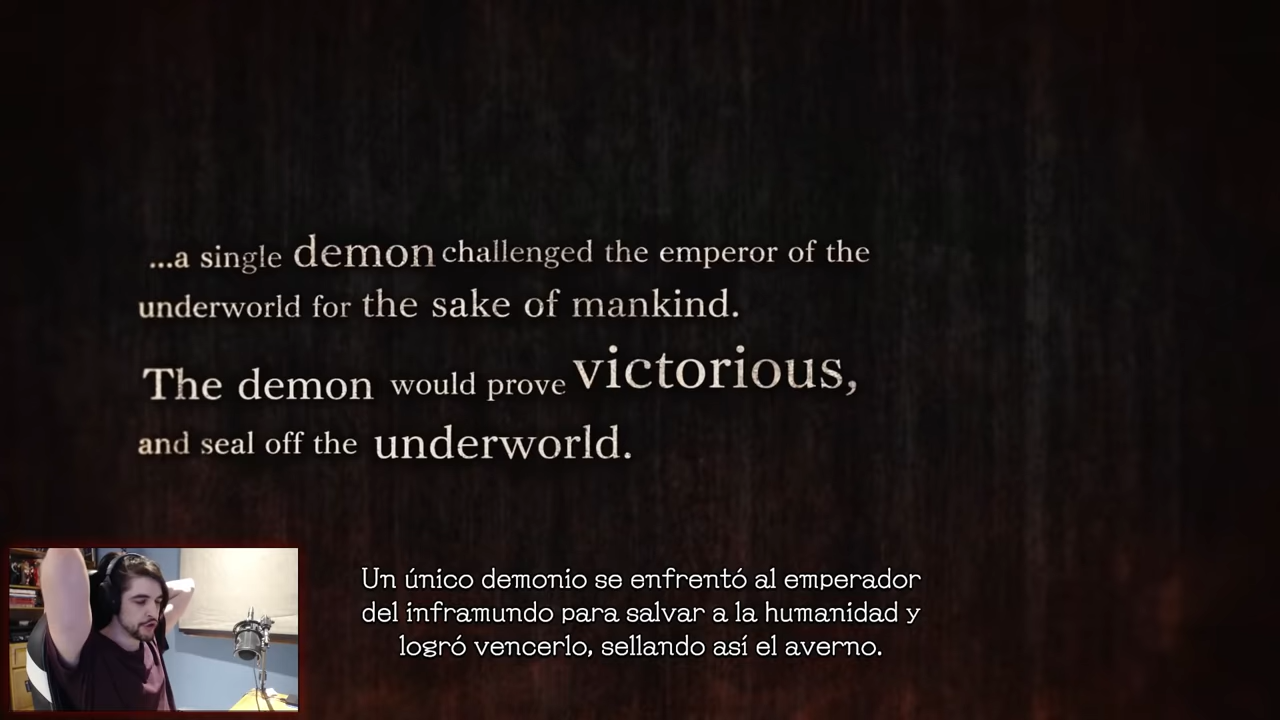 ...a single demon challenged the emperor of the
underworld for the sake of mankind.
The demon would prove victorious,
and seal off the underworld.
Un único demonio se enfrentó al emperador
del inframundo para salvar a la humanidad y
logró vencerlo, sellando así el averno.